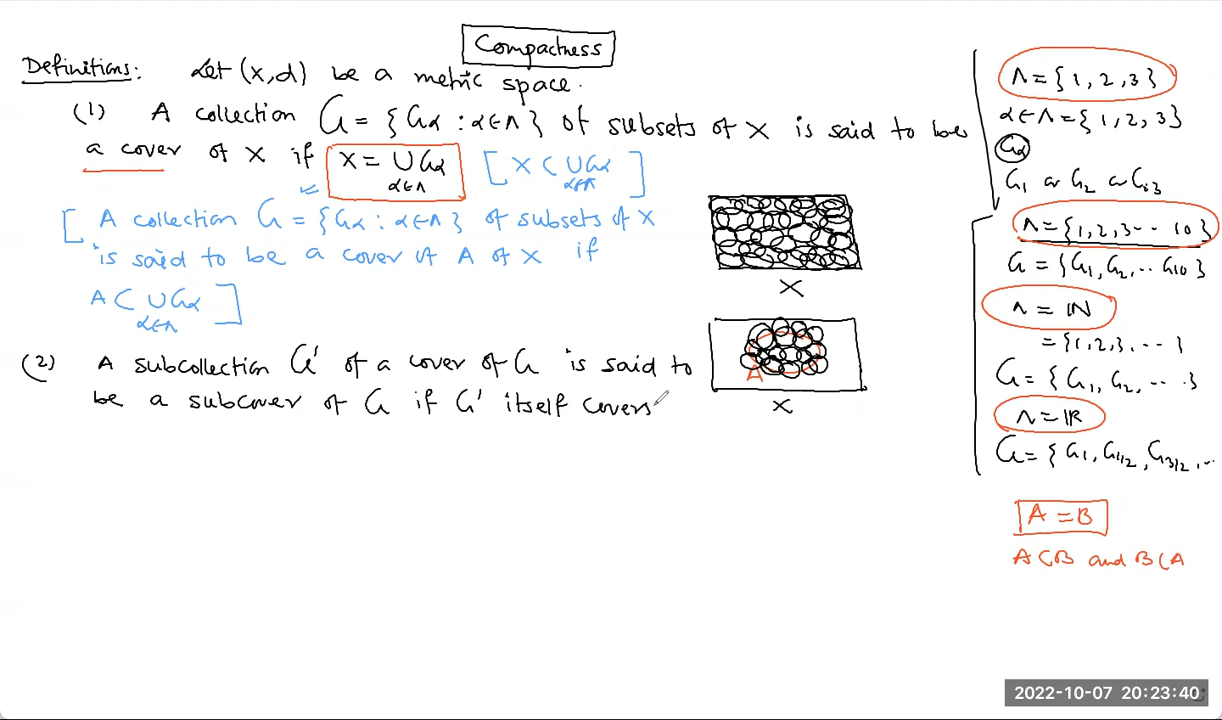 Compactness
Definitions: Let (X,d) be a metric space.
(1) A collection G = {Gα : α∈Λ} of subsets of X is said to be
a cover of X if X = ∪Gα [X ⊂ ∪Gα]
α∈Λ α∈Λ
[A collection G = {Gα : α∈Λ} of subsets of X
is said to be a cover of A of X if
A ⊂ ∪Gα]
α∈Λ
(2) A subcollection G' of a cover of G is said to
be a subcover of G if G' itself covers
X
A
X
Λ = {1, 2, 3}
α∈Λ = {1, 2, 3}
Gα
G1 or G2 or G3
Λ = {1, 2, 3 ... 10}
G = {G1, G2, ... G10}
Λ = ℕ
= {1, 2, 3, ... }
G = {G1, G2, ... }
Λ = ℝ
G = {G1, G1/2, G3/2, ...
A = B
A ⊂ B and B ⊂ A
2022-10-07 20:23:40